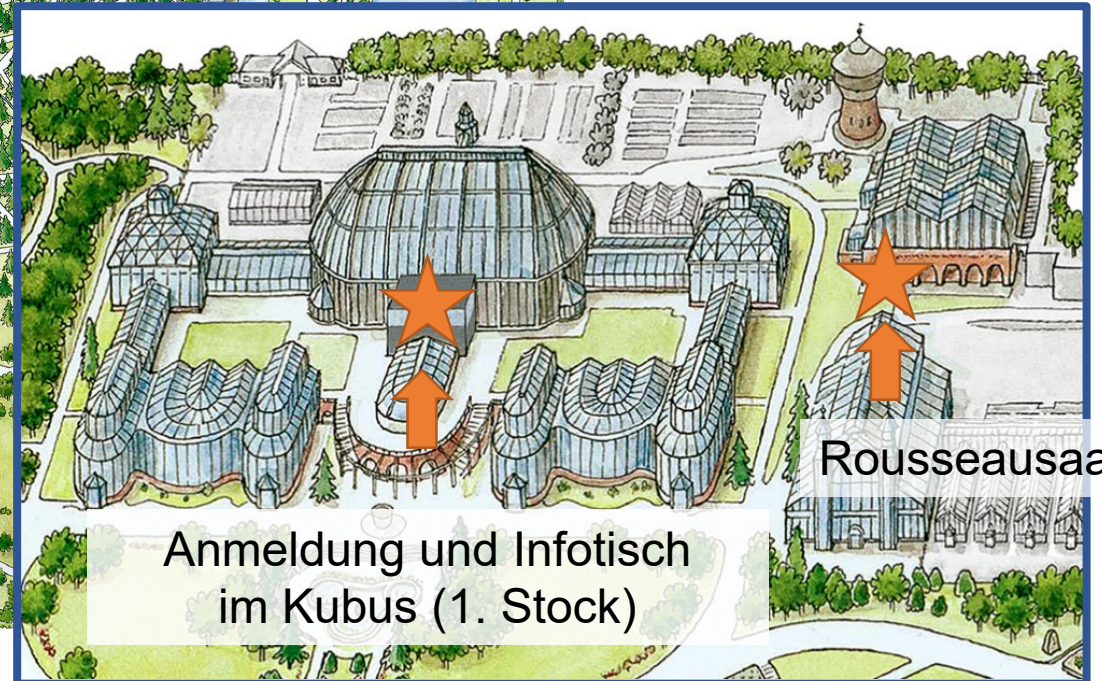 Rousseausaa
Anmeldung und Infotisch
im Kubus (1. Stock)